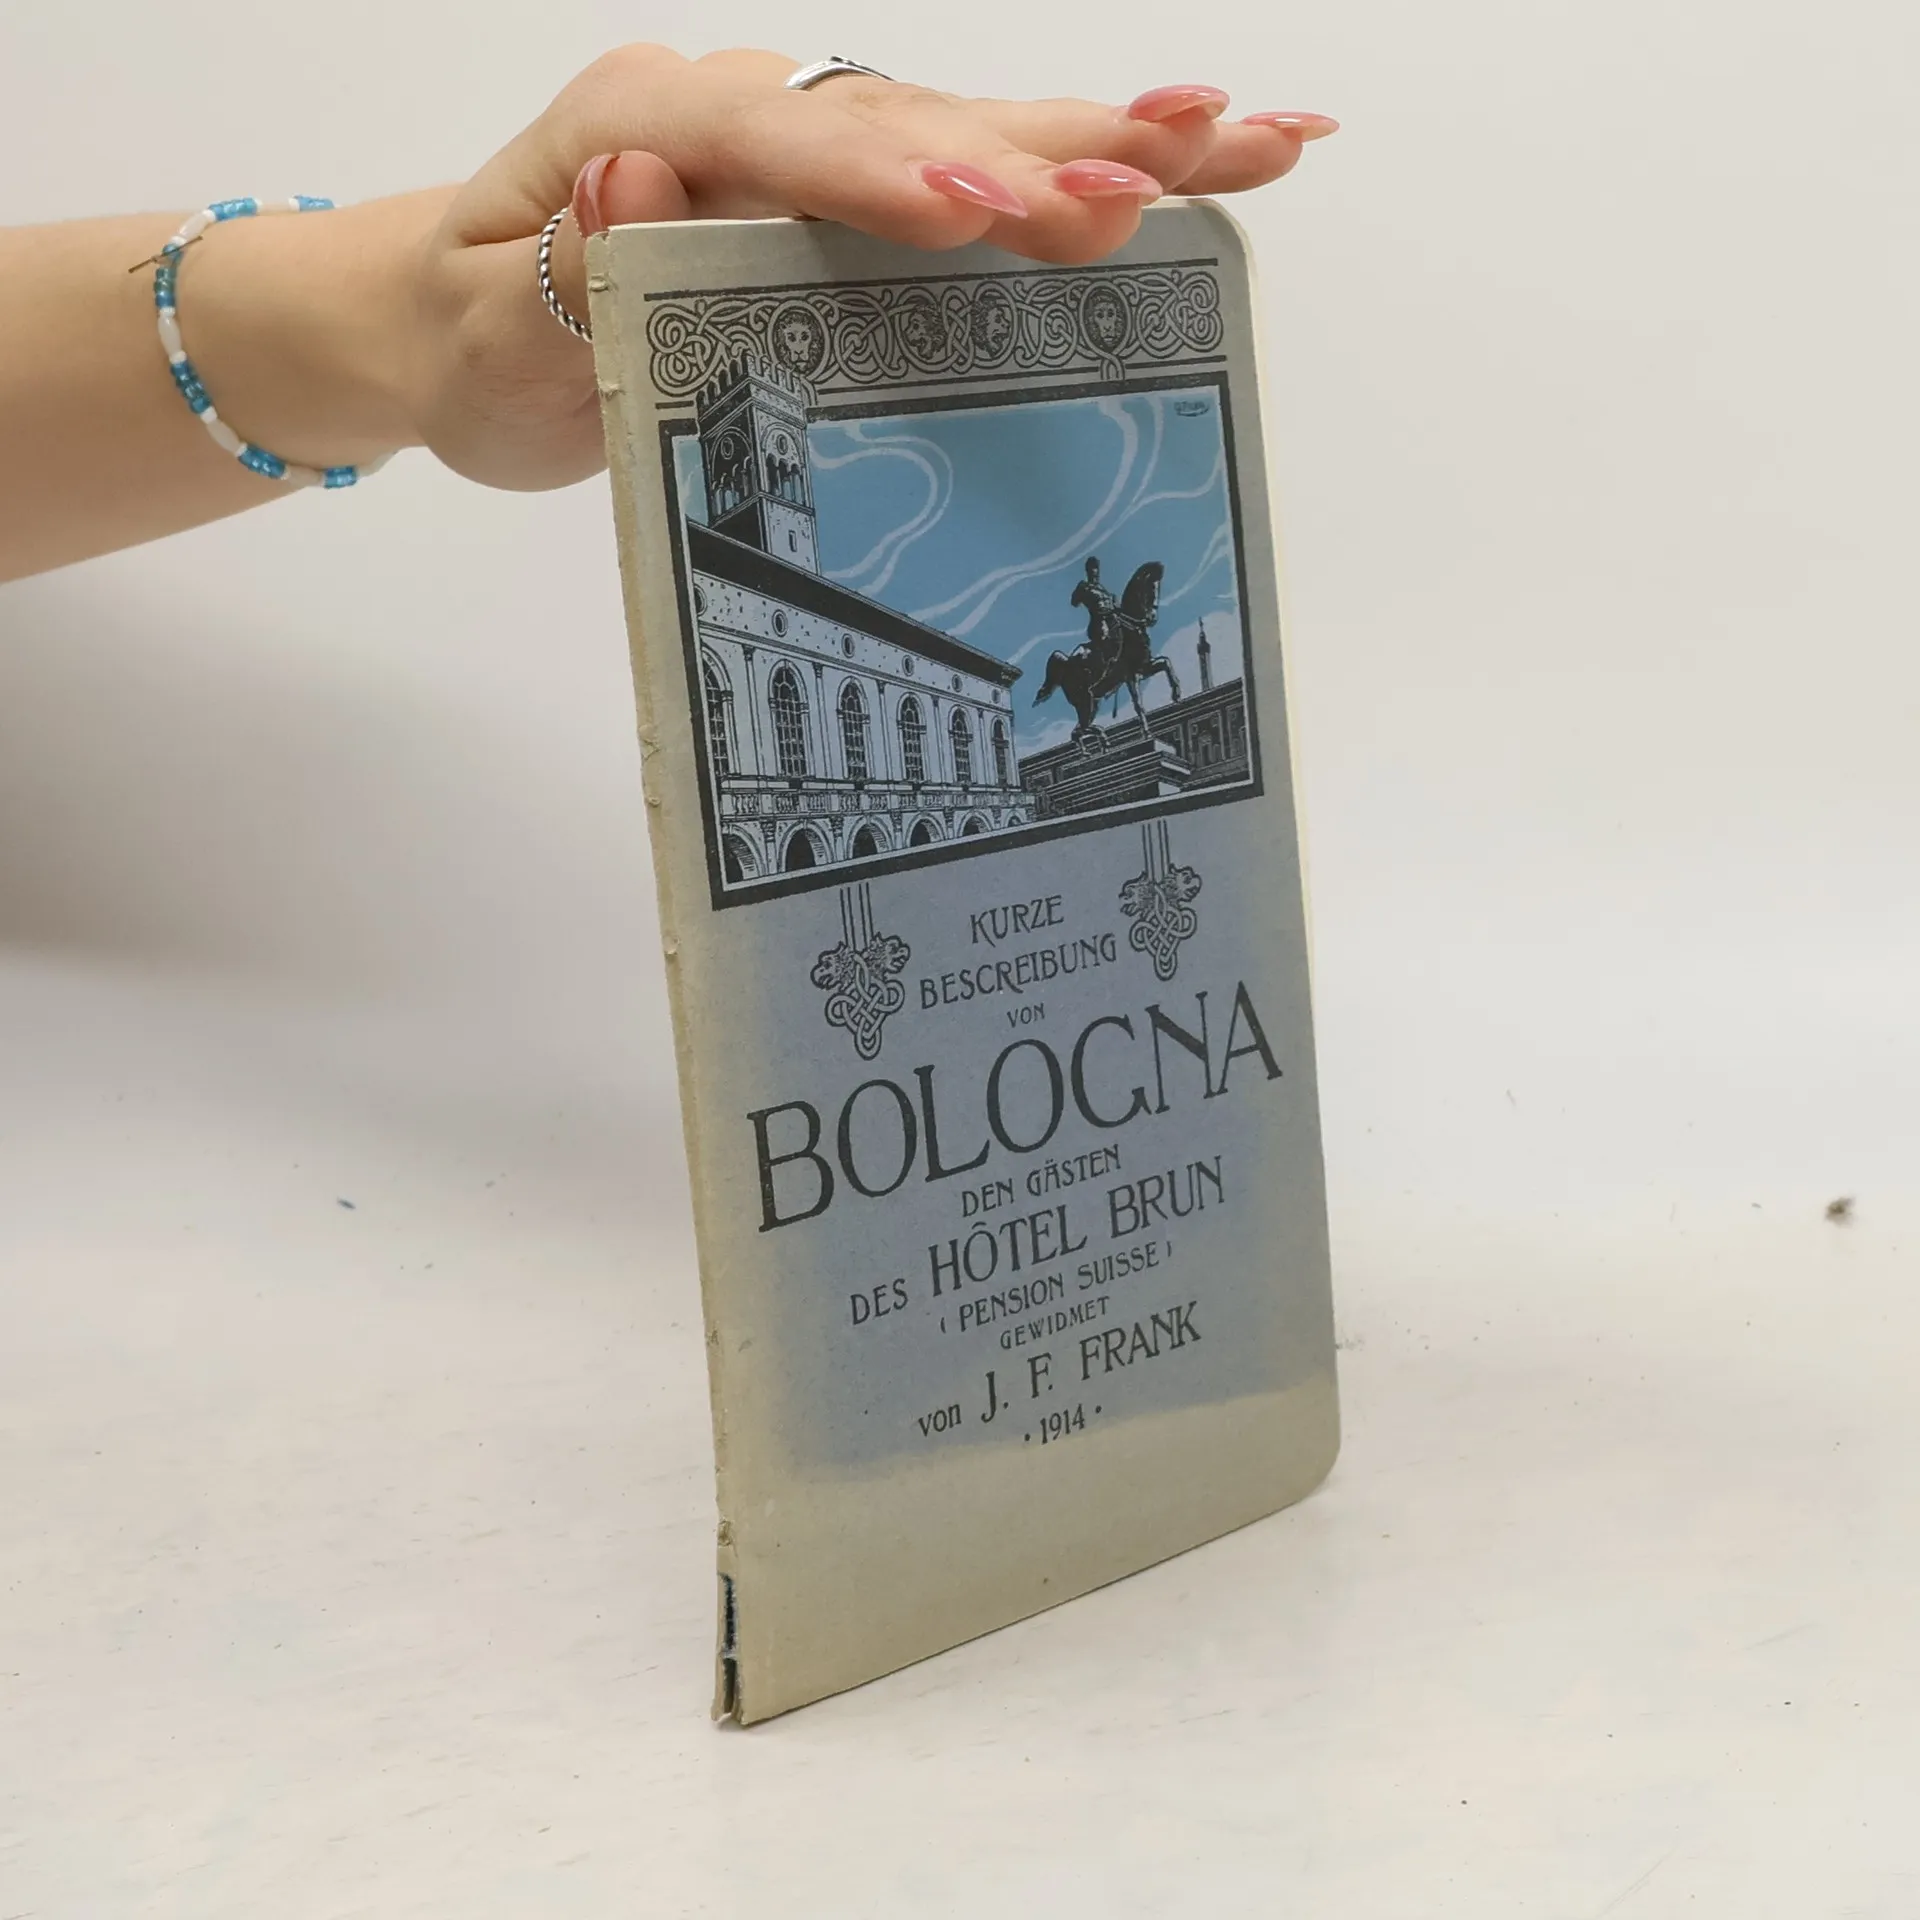 KURZE
BESCREIBUNG
VON
BOLOGNA
DEN GÄSTEN
DES HÔTEL BRUN
( PENSION SUISSE )
GEWIDMET
von J. F. FRANK
• 1914 •